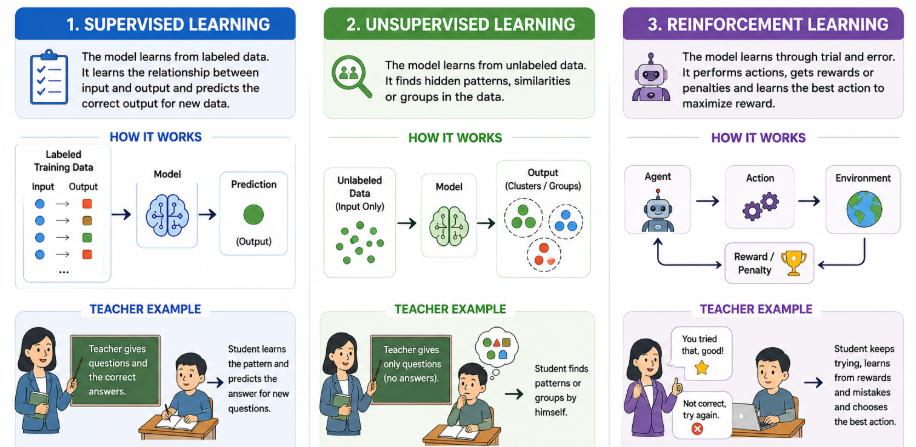 1. SUPERVISED LEARNING
The model learns from labeled data.
It learns the relationship between
input and output and predicts the
correct output for new data.
HOW IT WORKS
Labeled
Training Data
Input Output
...
Model
Prediction
(Output)
TEACHER EXAMPLE
Teacher gives
questions and
the correct
answers.
Student learns
the pattern and
predicts the
answer for new
questions.
2. UNSUPERVISED LEARNING
The model learns from unlabeled data.
It finds hidden patterns, similarities
or groups in the data.
HOW IT WORKS
Unlabeled
Data
(Input Only)
Model
Output
(Clusters / Groups)
TEACHER EXAMPLE
Teacher gives
only questions
(no answers).
Student finds
patterns or
groups by
himself.
3. REINFORCEMENT LEARNING
The model learns through trial and error.
It performs actions, gets rewards or
penalties and learns the best action to
maximize reward.
HOW IT WORKS
Agent
Action
Environment
Reward /
Penalty
TEACHER EXAMPLE
You tried
that, good!
Not correct,
try again.
Student keeps
trying, learns
from rewards
and mistakes
and chooses
the best action.